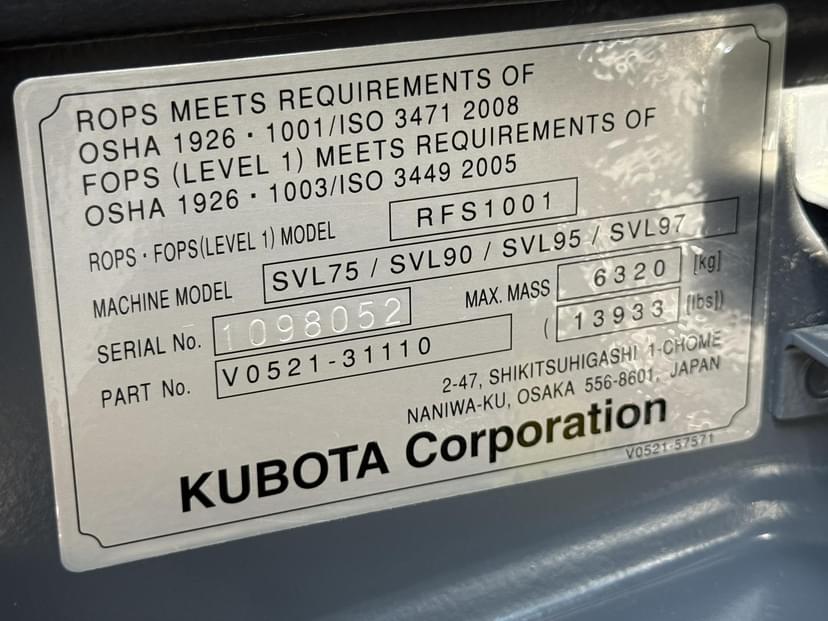 ROPS MEETS REQUIREMENTS OF
OSHA 1926・1001/ISO 3471 2008
FOPS (LEVEL 1) MEETS REQUIREMENTS OF
OSHA 1926・1003/ISO 3449 2005
ROPS・FOPS(LEVEL 1) MODEL RFS1001
MACHINE MODEL SVL75 / SVL90 / SVL95 / SVL97
SERIAL No. 1098052 MAX. MASS 6320 [kg]
PART No. V0521-31110 ( 13933 [lbs])
2-47, SHIKITSUHIGASHI 1-CHOME
NANIWA-KU, OSAKA 556-8601, JAPAN
KUBOTA Corporation
V0521-57571